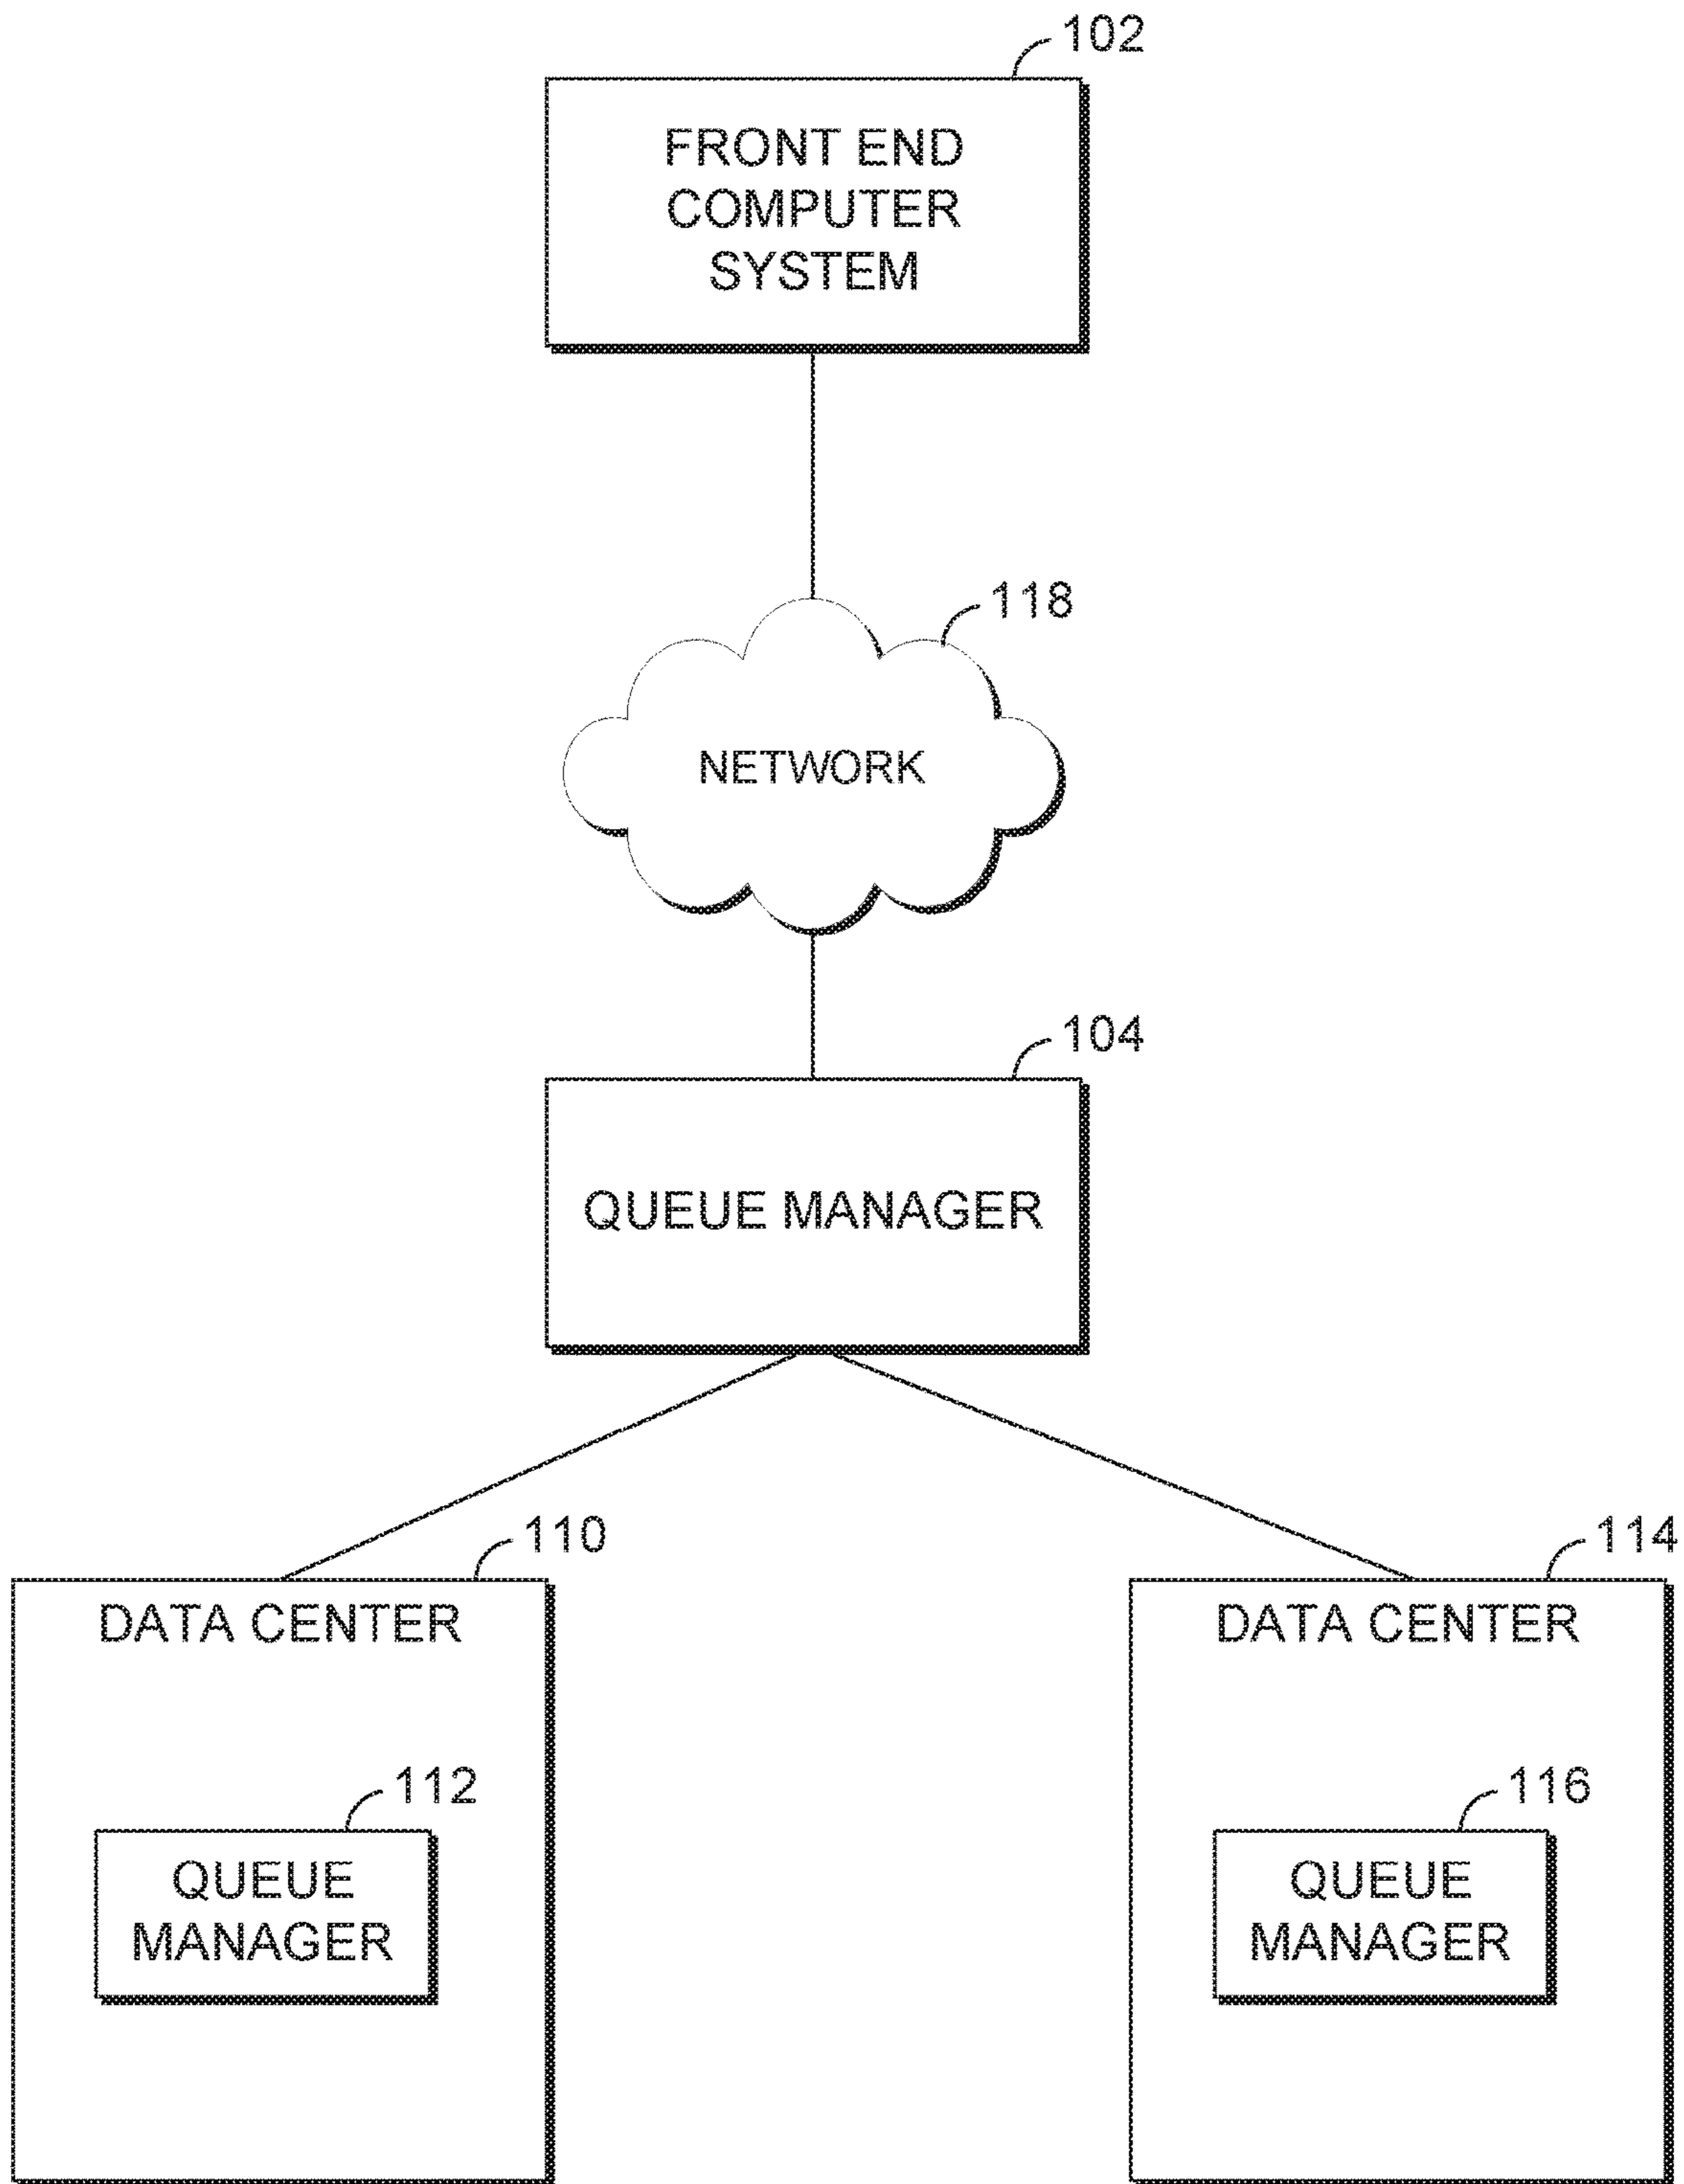 102
FRONT END
COMPUTER
SYSTEM
118
NETWORK
104
QUEUE MANAGER
110
DATA CENTER
112
QUEUE
MANAGER
114
DATA CENTER
116
QUEUE
MANAGER